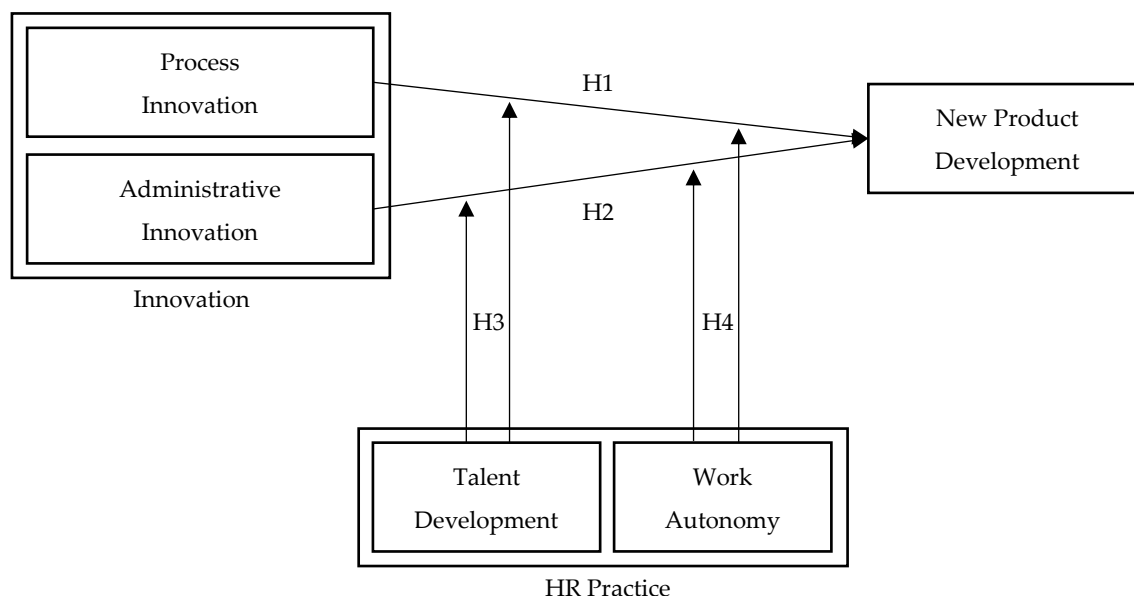 Process
Innovation
H1
New Product
Development
Administrative
Innovation
H2
Innovation
H3
H4
Talent
Development
Work
Autonomy
HR Practice